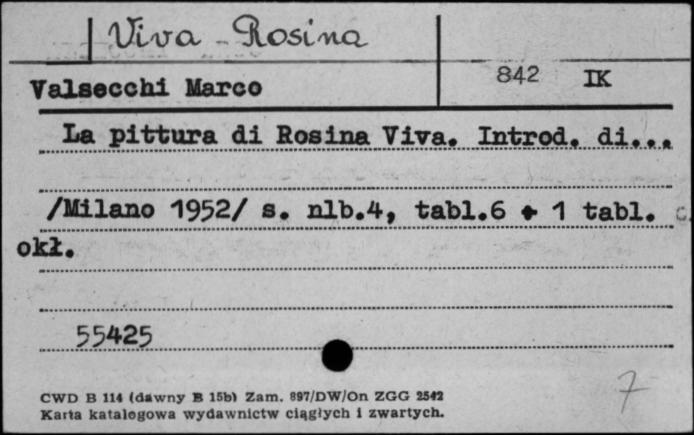 Viva Rosina
842 IK
Valsecchi Marco
La pittura di Rosina Viva. Introd. di...
/Milano 1952/ s. nlb.4, tabl.6 + 1 tabl. c.
okł.
55425
7
CWD B 114 (dawny B 15b) Zam. 897/DW/On ZGG 2542
Karta katalogowa wydawnictw ciągłych i zwartych.